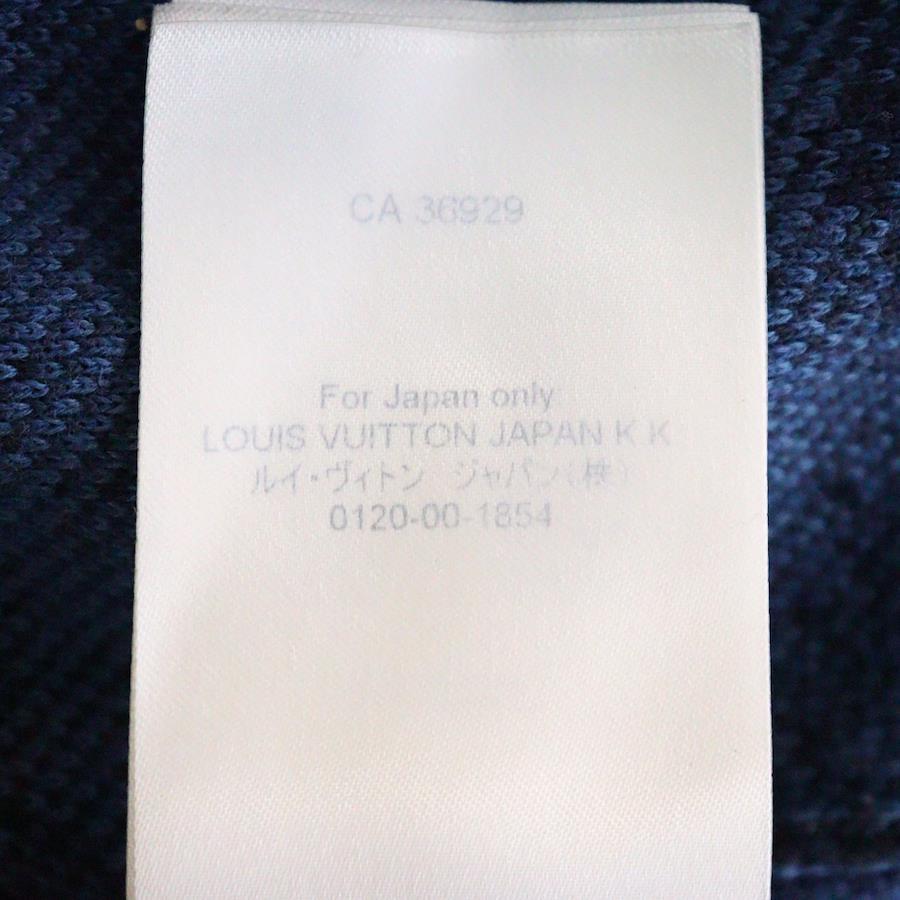 CA 36929
For Japan only
LOUIS VUITTON JAPAN K K
ルイ・ヴィトン ジャパン(株)
0120-00-1854